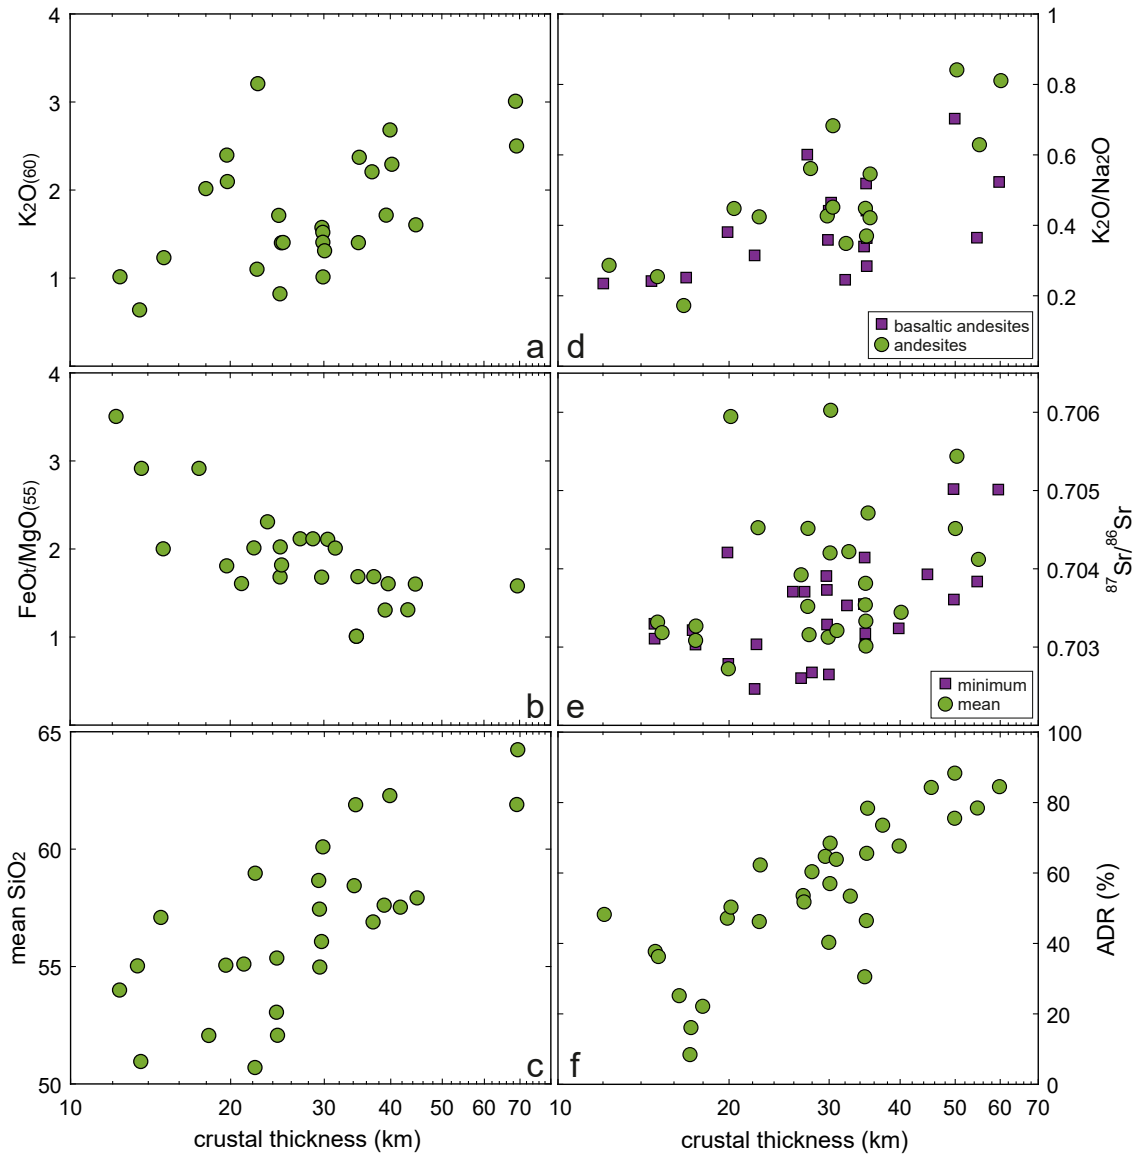 4
3
2
1
K2O(60)
a
1
0.8
0.6
0.4
0.2
K2O/Na2O
basaltic andesites
andesites
d
4
3
2
1
FeOt/MgO(55)
b
0.706
0.705
0.704
0.703
87Sr/86Sr
minimum
mean
e
65
60
55
50
mean SiO2
c
10 20 30 40 50 60 70
crustal thickness (km)
100
80
60
40
20
0
ADR (%)
f
10 20 30 40 50 60 70
crustal thickness (km)